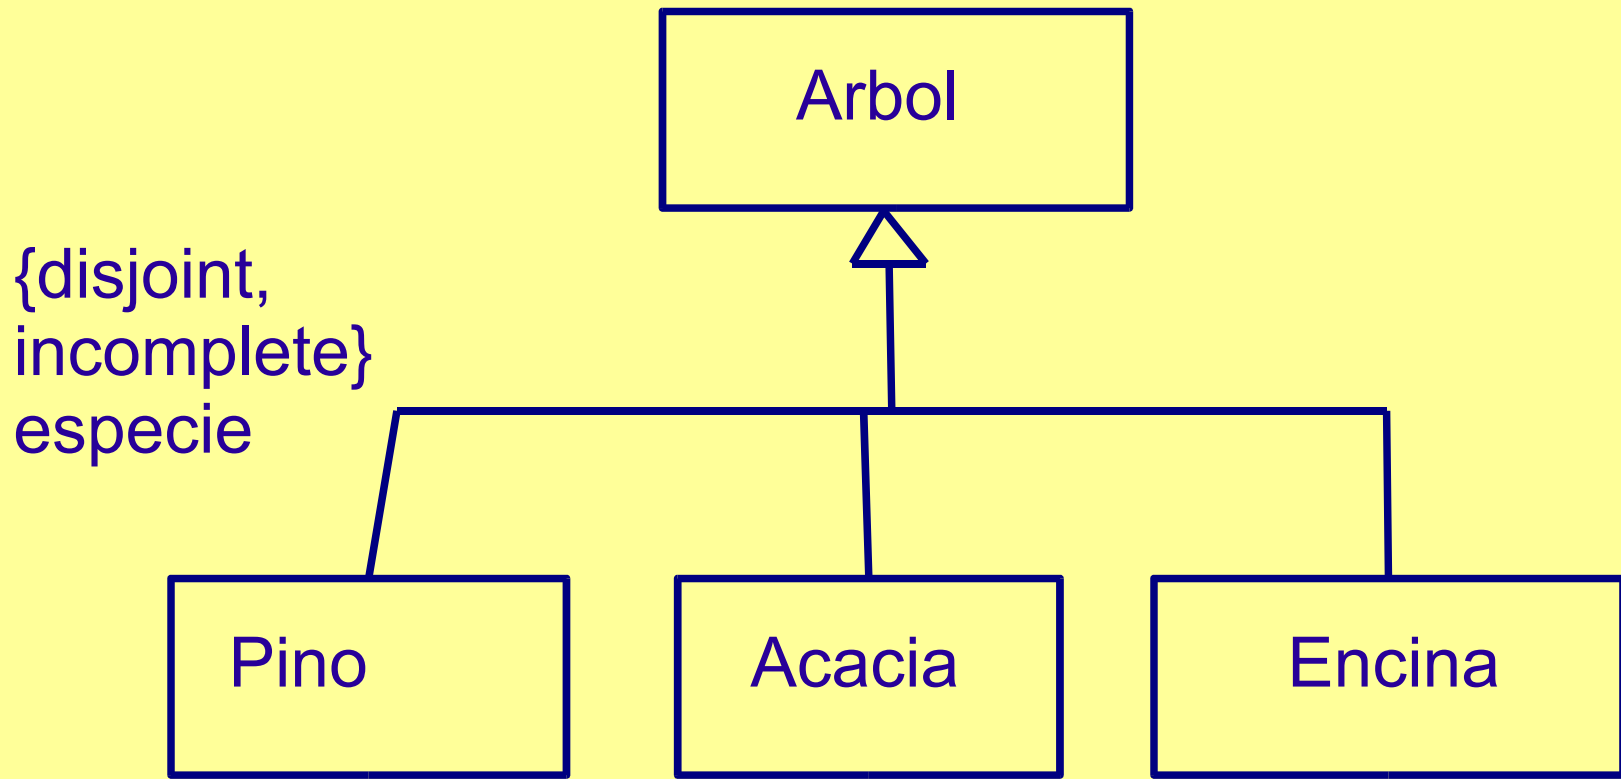 Arbol
{disjoint,
incomplete}
especie
Pino
Acacia
Encina